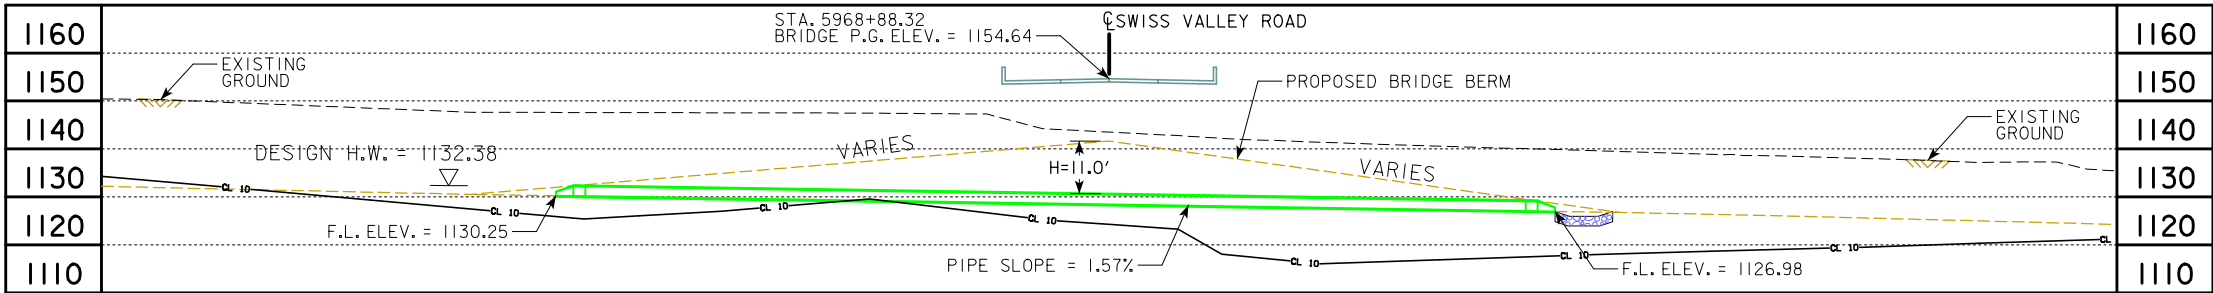 STA. 5968+88.32
BRIDGE P.G. ELEV. = 1154.64
℄ SWISS VALLEY ROAD
1160
1160
EXISTING
GROUND
1150
PROPOSED BRIDGE BERM
1150
1140
EXISTING
GROUND
1140
DESIGN H.W. = 1132.38
VARIES
H=11.0'
VARIES
1130
1130
CL 10
CL 10
CL 10
CL 10
F.L. ELEV. = 1130.25
1120
1120
CL 10
CL 10
CL 10
CL
PIPE SLOPE = 1.57%
F.L. ELEV. = 1126.98
1110
1110